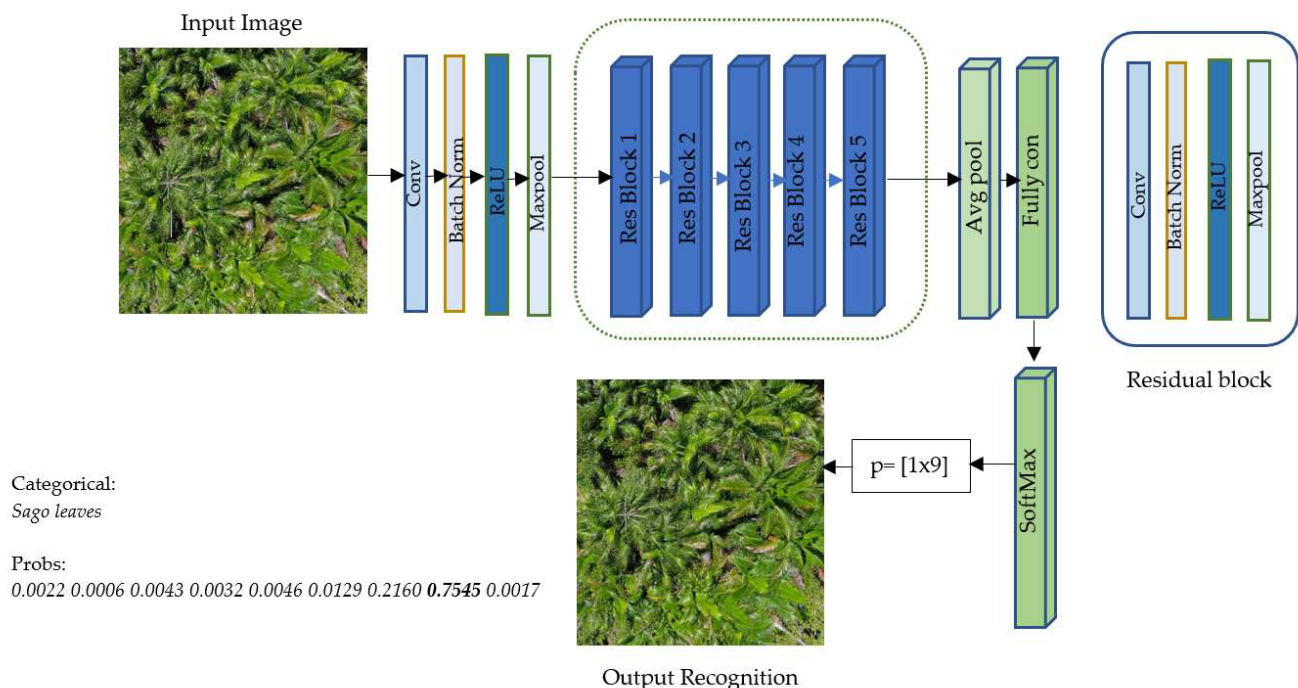 Input Image
Conv
Batch Norm
ReLU
Maxpool
Res Block 1
Res Block 2
Res Block 3
Res Block 4
Res Block 5
Avg pool
Fully con
Conv
Batch Norm
ReLU
Maxpool
Residual block
SoftMax
p= [1x9]
Categorical:
Sago leaves
Probs:
0.0022 0.0006 0.0043 0.0032 0.0046 0.0129 0.2160 0.7545 0.0017
Output Recognition